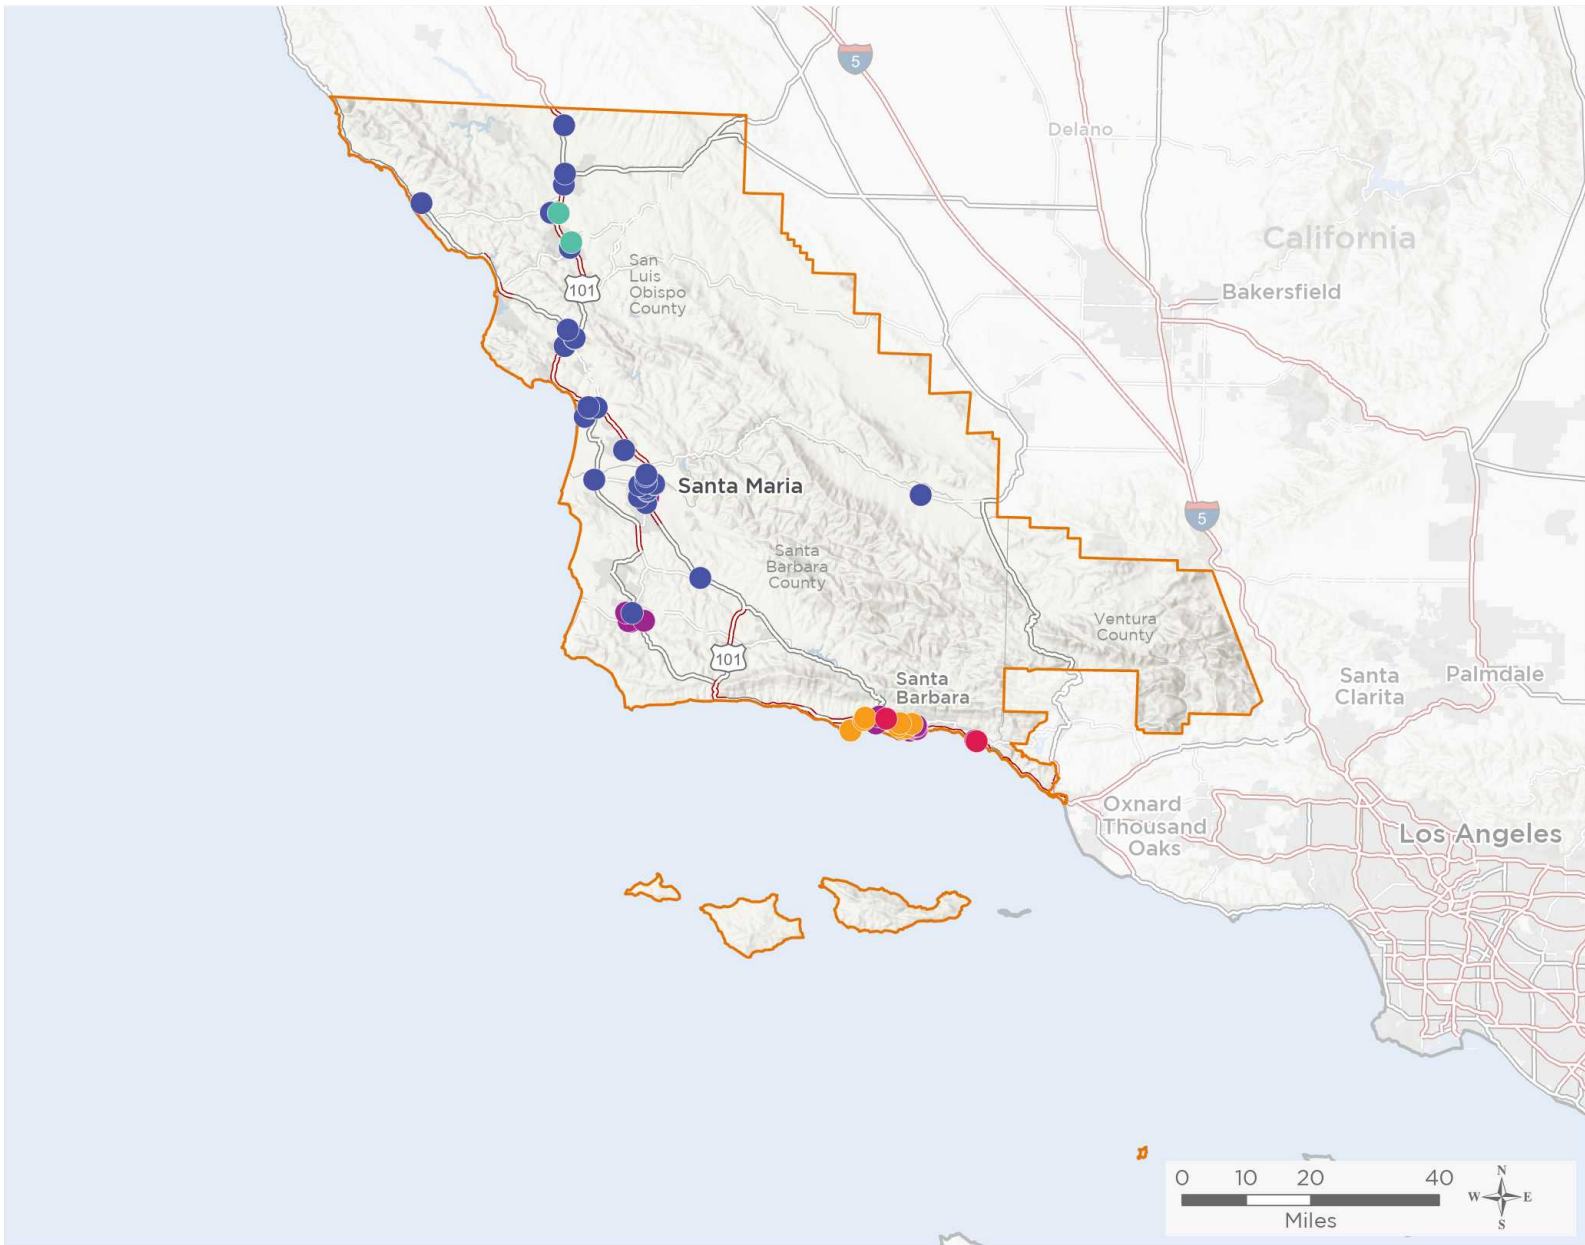 5
Delano
California
San
Luis
Obispo
County
101
Bakersfield
Santa Maria
5
Santa
Barbara
County
Ventura
County
101
Santa
Barbara
Santa
Clarita
Palmdale
Oxnard
Thousand
Oaks
Los Angeles
0 10 20 40
Miles
N
W E
S